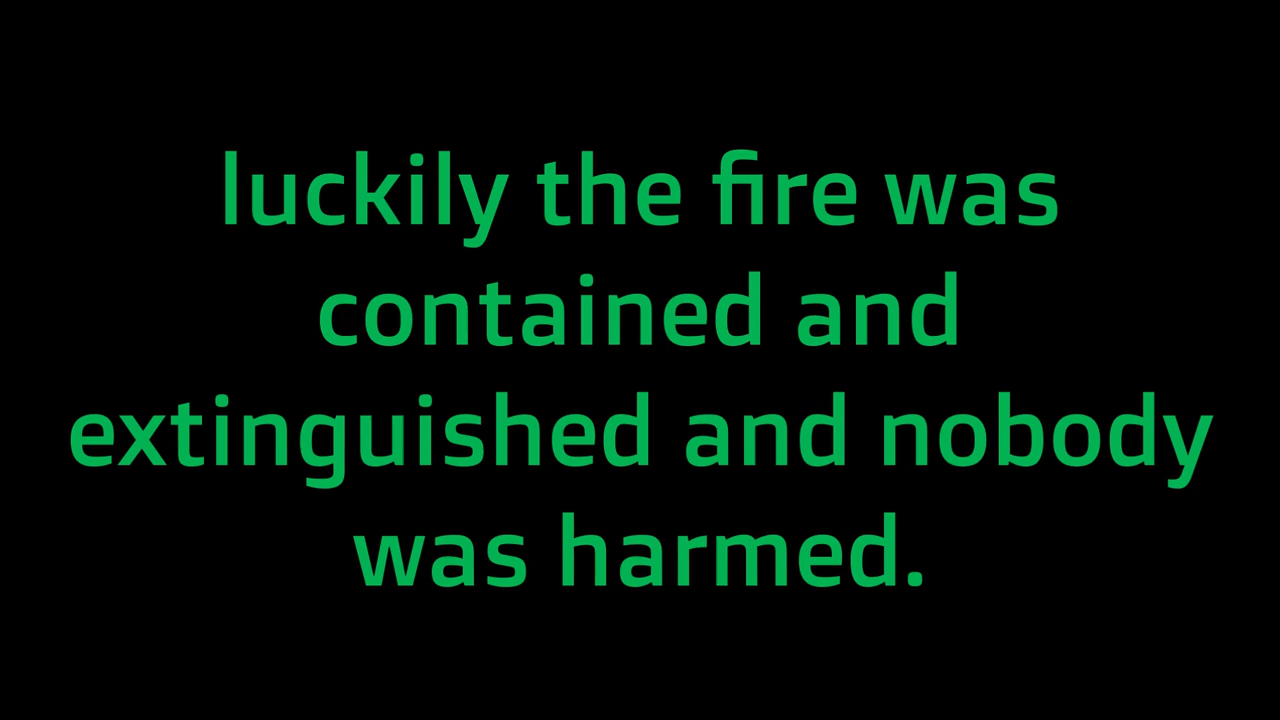 luckily the fire was
contained and
extinguished and nobody
was harmed.